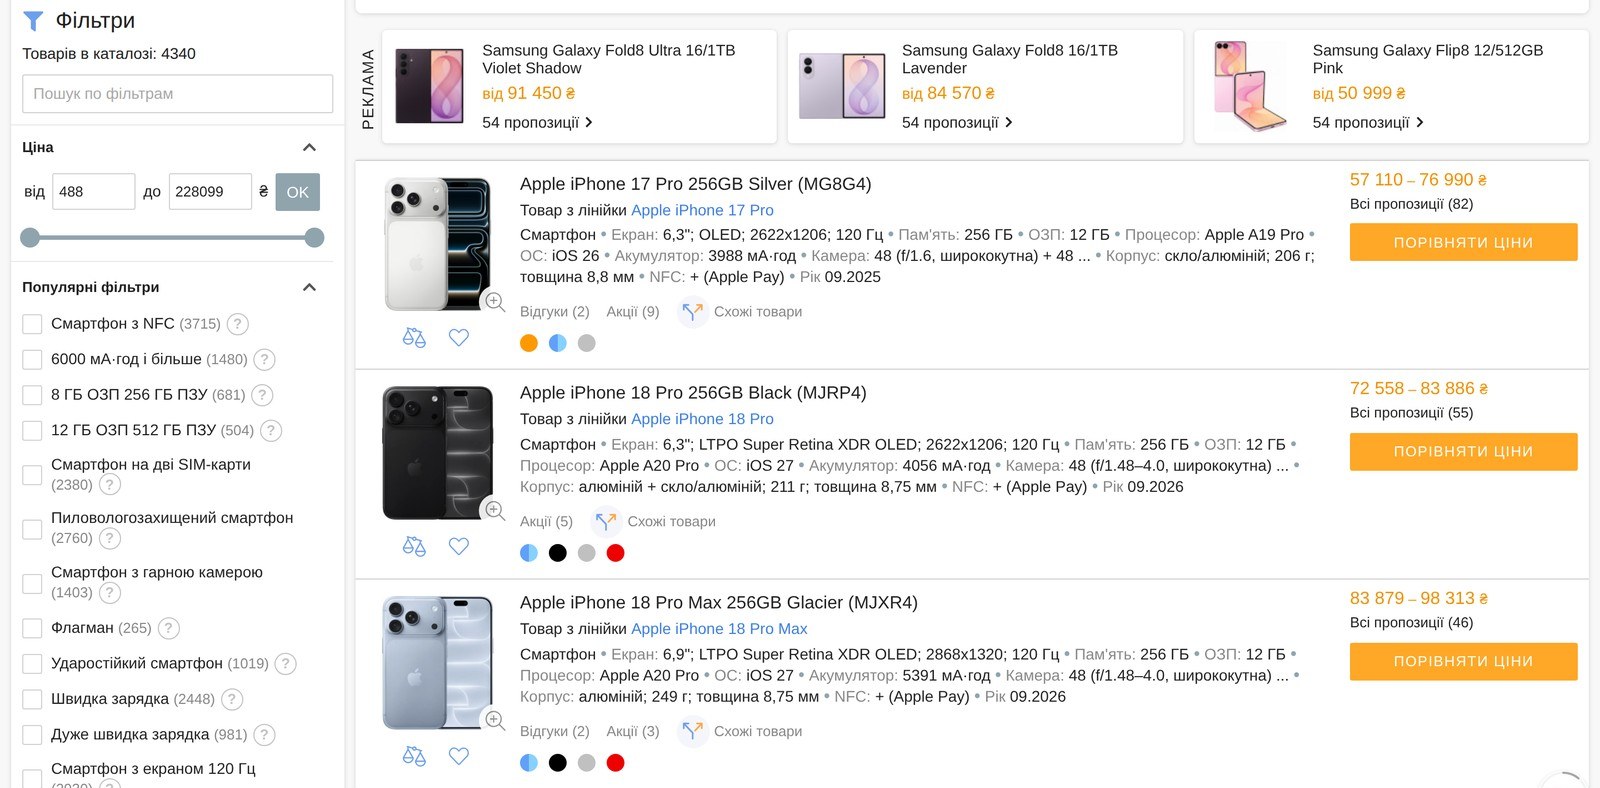 Фільтри
Товарів в каталозі: 4340
Пошук по фільтрам
Ціна
від 488 до 228099 ₴ OK
Популярні фільтри
Смартфон з NFC (3715) ?
6000 мА·год і більше (1480) ?
8 ГБ ОЗП 256 ГБ ПЗУ (681) ?
12 ГБ ОЗП 512 ГБ ПЗУ (504) ?
Смартфон на дві SIM-карти
(2380) ?
Пиловологозахищений смартфон
(2760) ?
Смартфон з гарною камерою
(1403) ?
Флагман (265) ?
Ударостійкий смартфон (1019) ?
Швидка зарядка (2448) ?
Дуже швидка зарядка (981) ?
Смартфон з екраном 120 Гц
РЕКЛАМА
Samsung Galaxy Fold8 Ultra 16/1TB
Violet Shadow
від 91 450 ₴
54 пропозиції
Samsung Galaxy Fold8 16/1TB
Lavender
від 84 570 ₴
54 пропозиції
Samsung Galaxy Flip8 12/512GB
Pink
від 50 999 ₴
54 пропозиції
Apple iPhone 17 Pro 256GB Silver (MG8G4)
Товар з лінійки Apple iPhone 17 Pro
Смартфон • Екран: 6,3"; OLED; 2622x1206; 120 Гц • Пам'ять: 256 ГБ • ОЗП: 12 ГБ • Процесор: Apple A19 Pro •
ОС: iOS 26 • Акумулятор: 3988 мА·год • Камера: 48 (f/1.6, ширококутна) + 48 ... • Корпус: скло/алюміній; 206 г;
товщина 8,8 мм • NFC: + (Apple Pay) • Рік 09.2025
Відгуки (2) Акції (9) Схожі товари
57 110 – 76 990 ₴
Всі пропозиції (82)
ПОРІВНЯТИ ЦІНИ
Apple iPhone 18 Pro 256GB Black (MJRP4)
Товар з лінійки Apple iPhone 18 Pro
Смартфон • Екран: 6,3"; LTPO Super Retina XDR OLED; 2622x1206; 120 Гц • Пам'ять: 256 ГБ • ОЗП: 12 ГБ •
Процесор: Apple A20 Pro • ОС: iOS 27 • Акумулятор: 4056 мА·год • Камера: 48 (f/1.48–4.0, ширококутна) ... •
Корпус: алюміній + скло/алюміній; 211 г; товщина 8,75 мм • NFC: + (Apple Pay) • Рік 09.2026
Акції (5) Схожі товари
72 558 – 83 886 ₴
Всі пропозиції (55)
ПОРІВНЯТИ ЦІНИ
Apple iPhone 18 Pro Max 256GB Glacier (MJXR4)
Товар з лінійки Apple iPhone 18 Pro Max
Смартфон • Екран: 6,9"; LTPO Super Retina XDR OLED; 2868x1320; 120 Гц • Пам'ять: 256 ГБ • ОЗП: 12 ГБ •
Процесор: Apple A20 Pro • ОС: iOS 27 • Акумулятор: 5391 мА·год • Камера: 48 (f/1.48–4.0, ширококутна) ... •
Корпус: алюміній; 249 г; товщина 8,75 мм • NFC: + (Apple Pay) • Рік 09.2026
Відгуки (2) Акції (3) Схожі товари
83 879 – 98 313 ₴
Всі пропозиції (46)
ПОРІВНЯТИ ЦІНИ